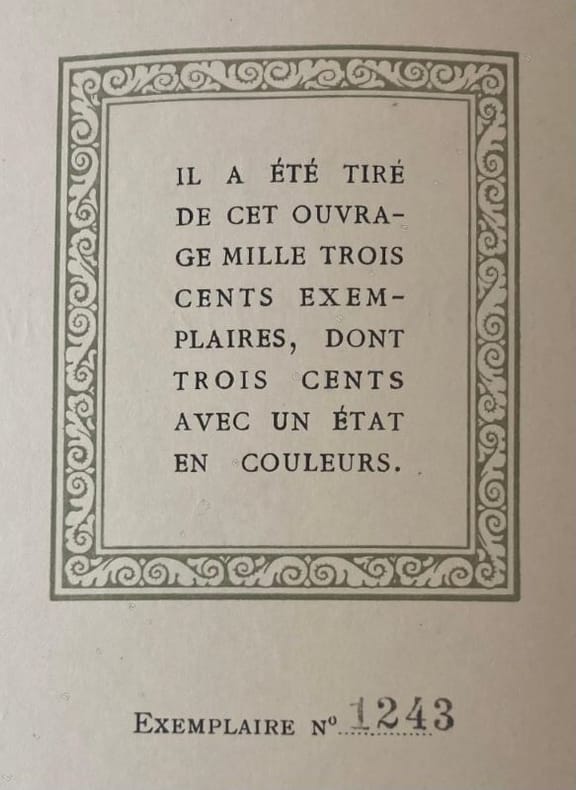 IL A ÉTÉ TIRÉ
DE CET OUVRA-
GE MILLE TROIS
CENTS EXEM-
PLAIRES, DONT
TROIS CENTS
AVEC UN ÉTAT
EN COULEURS.
EXEMPLAIRE Nº 1243